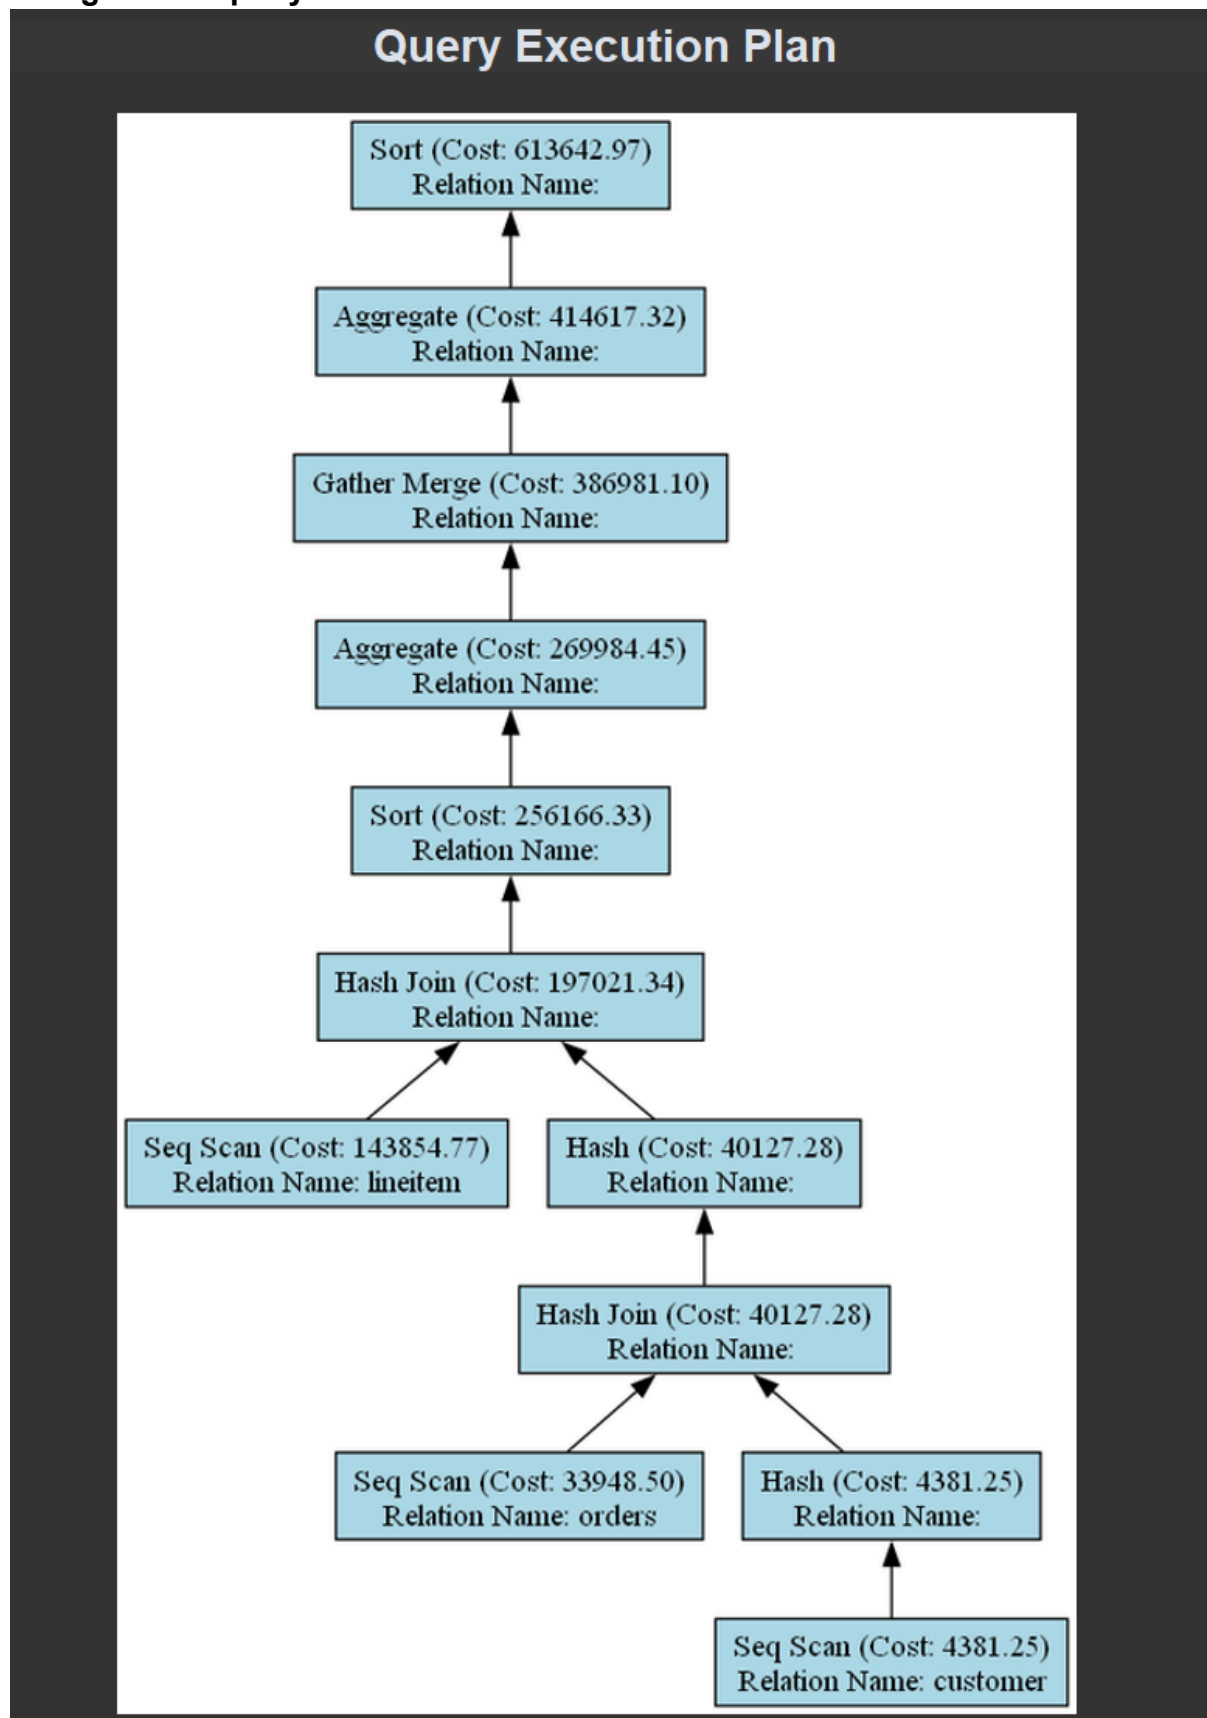 Query Execution Plan
Sort (Cost: 613642.97)
Relation Name:
Aggregate (Cost: 414617.32)
Relation Name:
Gather Merge (Cost: 386981.10)
Relation Name:
Aggregate (Cost: 269984.45)
Relation Name:
Sort (Cost: 256166.33)
Relation Name:
Hash Join (Cost: 197021.34)
Relation Name:
Seq Scan (Cost: 143854.77)
Relation Name: lineitem
Hash (Cost: 40127.28)
Relation Name:
Hash Join (Cost: 40127.28)
Relation Name:
Seq Scan (Cost: 33948.50)
Relation Name: orders
Hash (Cost: 4381.25)
Relation Name:
Seq Scan (Cost: 4381.25)
Relation Name: customer